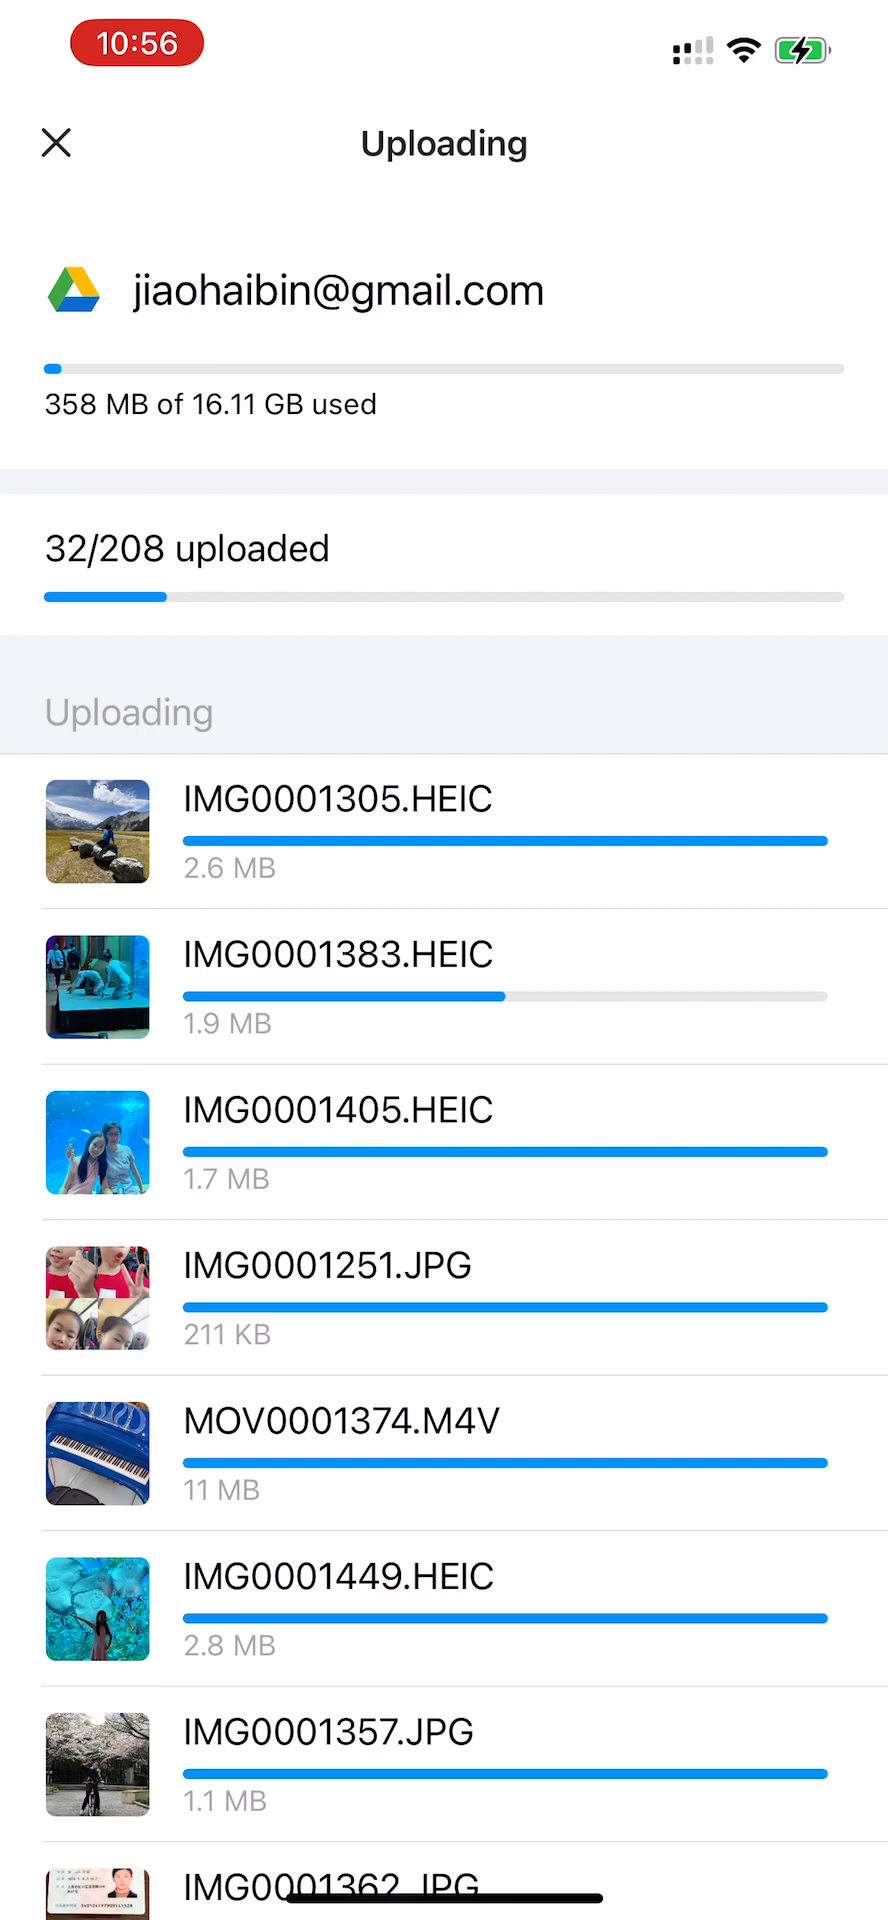 10:56
Uploading
jiaohaibin@gmail.com
358 MB of 16.11 GB used
32/208 uploaded
Uploading
IMG0001305.HEIC
2.6 MB
IMG0001383.HEIC
1.9 MB
IMG0001405.HEIC
1.7 MB
IMG0001251.JPG
211 KB
MOV0001374.M4V
11 MB
IMG0001449.HEIC
2.8 MB
IMG0001357.JPG
1.1 MB
IMG0001362.JPG